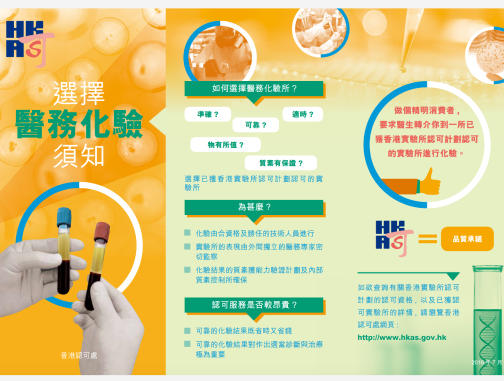 HK
AS
選擇
醫務化驗
須知
香港認可處
如何選擇醫務化驗所？
準確？
適時？
可靠？
物有所值？
質素有保證？
選擇已獲香港實驗所認可計劃認可的實
驗所
為甚麼？
化驗由合資格及勝任的技術人員進行
實驗所的表現由外間獨立的醫務專家密
切監察
化驗結果的質素獲能力驗證計劃及內部
質素控制所確保
認可服務是否較昂貴？
可靠的化驗結果既省時又省錢
可靠的化驗結果對作出適當診斷與治療
極為重要
做個精明消費者，
要求醫生轉介你到一所已
獲香港實驗所認可計劃認可
的實驗所進行化驗。
HK
AS
品質承諾
如欲查詢有關香港實驗所認可
計劃的認可資格，以及已獲認
可實驗所的詳情，請瀏覽香港
認可處網頁：
http://www.hkas.gov.hk